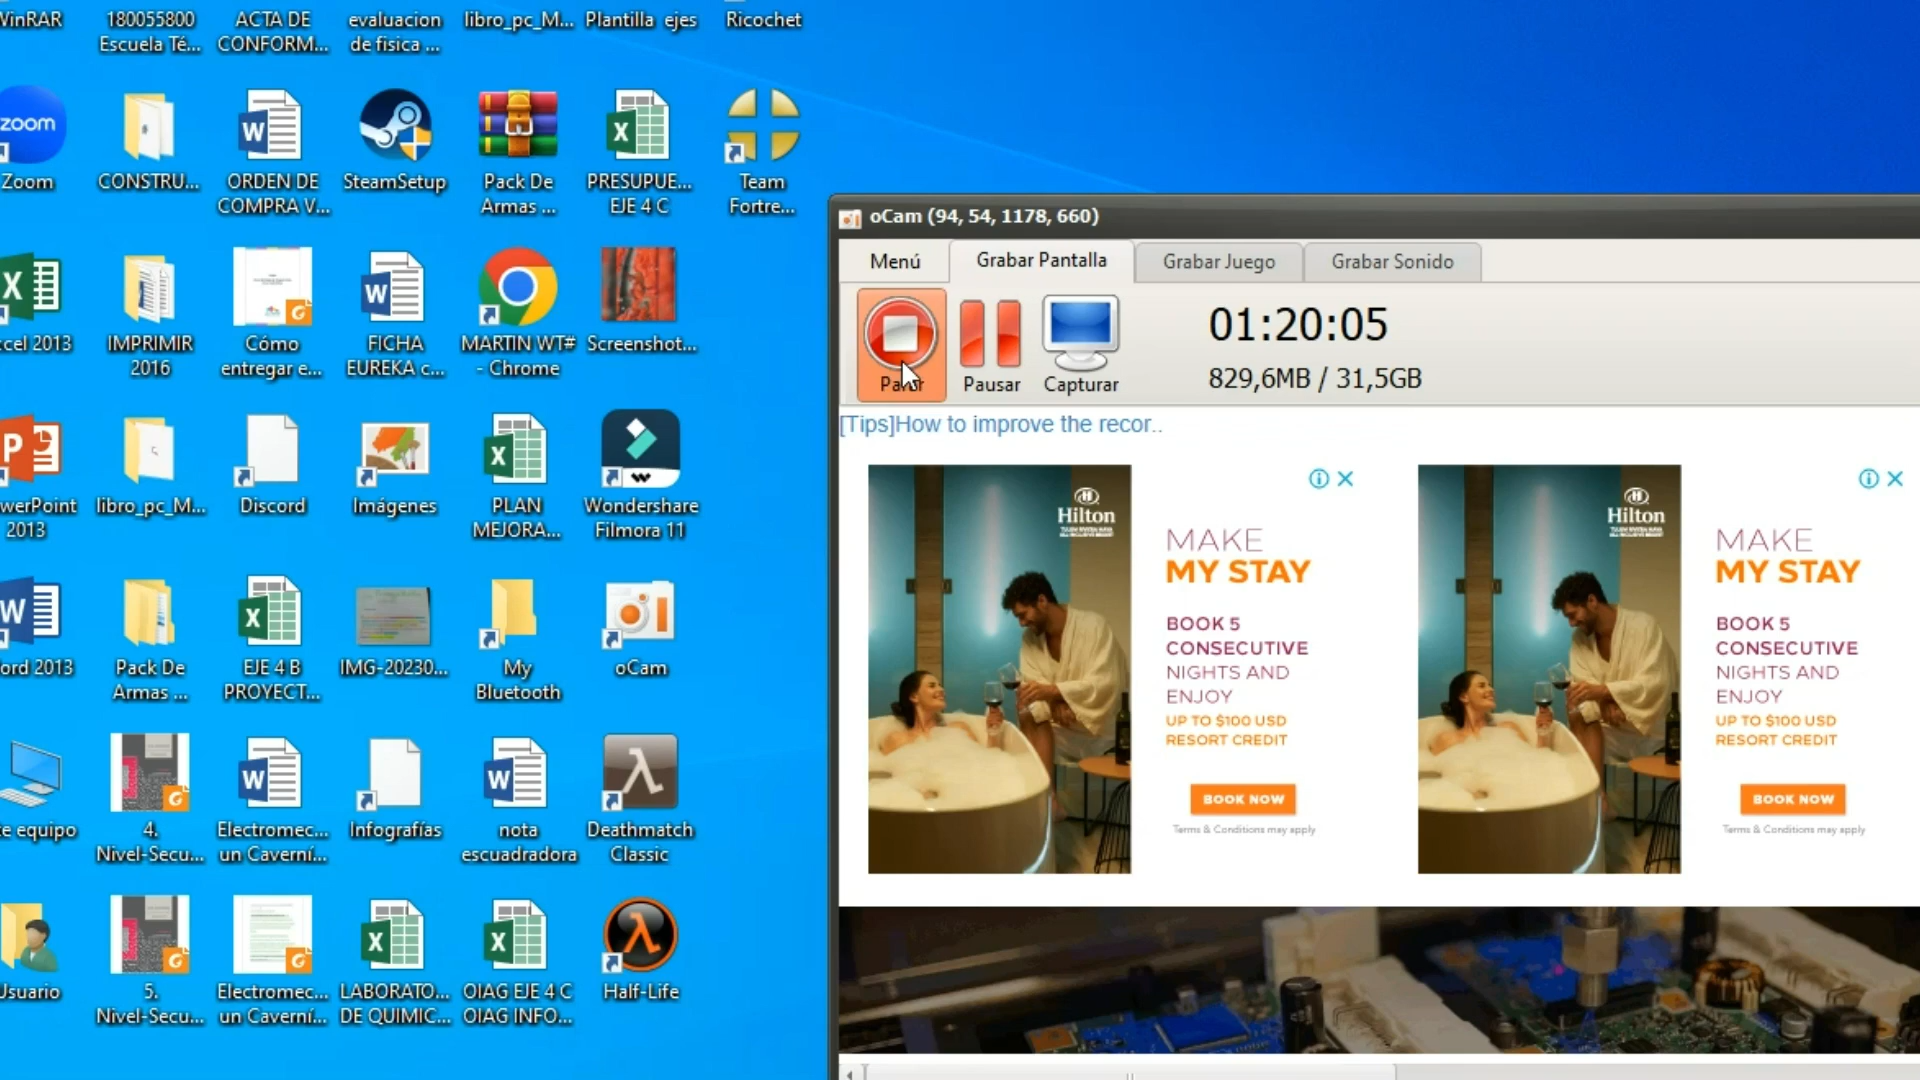 WinRAR
180055800
Escuela Té...
ACTA DE
CONFORM...
evaluacion
de fisica ...
libro_pc_M...
Plantilla ejes
Ricochet
zoom
Zoom
CONSTRU...
ORDEN DE
COMPRA V...
SteamSetup
Pack De
Armas ...
PRESUPUE...
EJE 4 C
Team
Fortre...
xcel 2013
IMPRIMIR
2016
Cómo
entregar e...
FICHA
EUREKA c...
MARTIN WT#
- Chrome
Screenshot...
werPoint
2013
libro_pc_M...
Discord
Imágenes
PLAN
MEJORA...
Wondershare
Filmora 11
ord 2013
Pack De
Armas ...
EJE 4 B
PROYECT...
IMG-20230...
My
Bluetooth
oCam
te equipo
4.
Nivel-Secu...
Electromec...
un Caverní...
Infografías
nota
escuadradora
Deathmatch
Classic
Usuario
5.
Nivel-Secu...
Electromec...
un Caverní...
LABORATO...
DE QUIMIC...
OIAG EJE 4 C
OIAG INFO...
Half-Life
oCam (94, 54, 1178, 660)
Menú
Grabar Pantalla
Grabar Juego
Grabar Sonido
Parar
Pausar
Capturar
01:20:05
829,6MB / 31,5GB
[Tips]How to improve the recor..
Hilton
MAKE
MY STAY
BOOK 5
CONSECUTIVE
NIGHTS AND
ENJOY
UP TO $100 USD
RESORT CREDIT
BOOK NOW
Terms & Conditions may apply
Hilton
MAKE
MY STAY
BOOK 5
CONSECUTIVE
NIGHTS AND
ENJOY
UP TO $100 USD
RESORT CREDIT
BOOK NOW
Terms & Conditions may apply